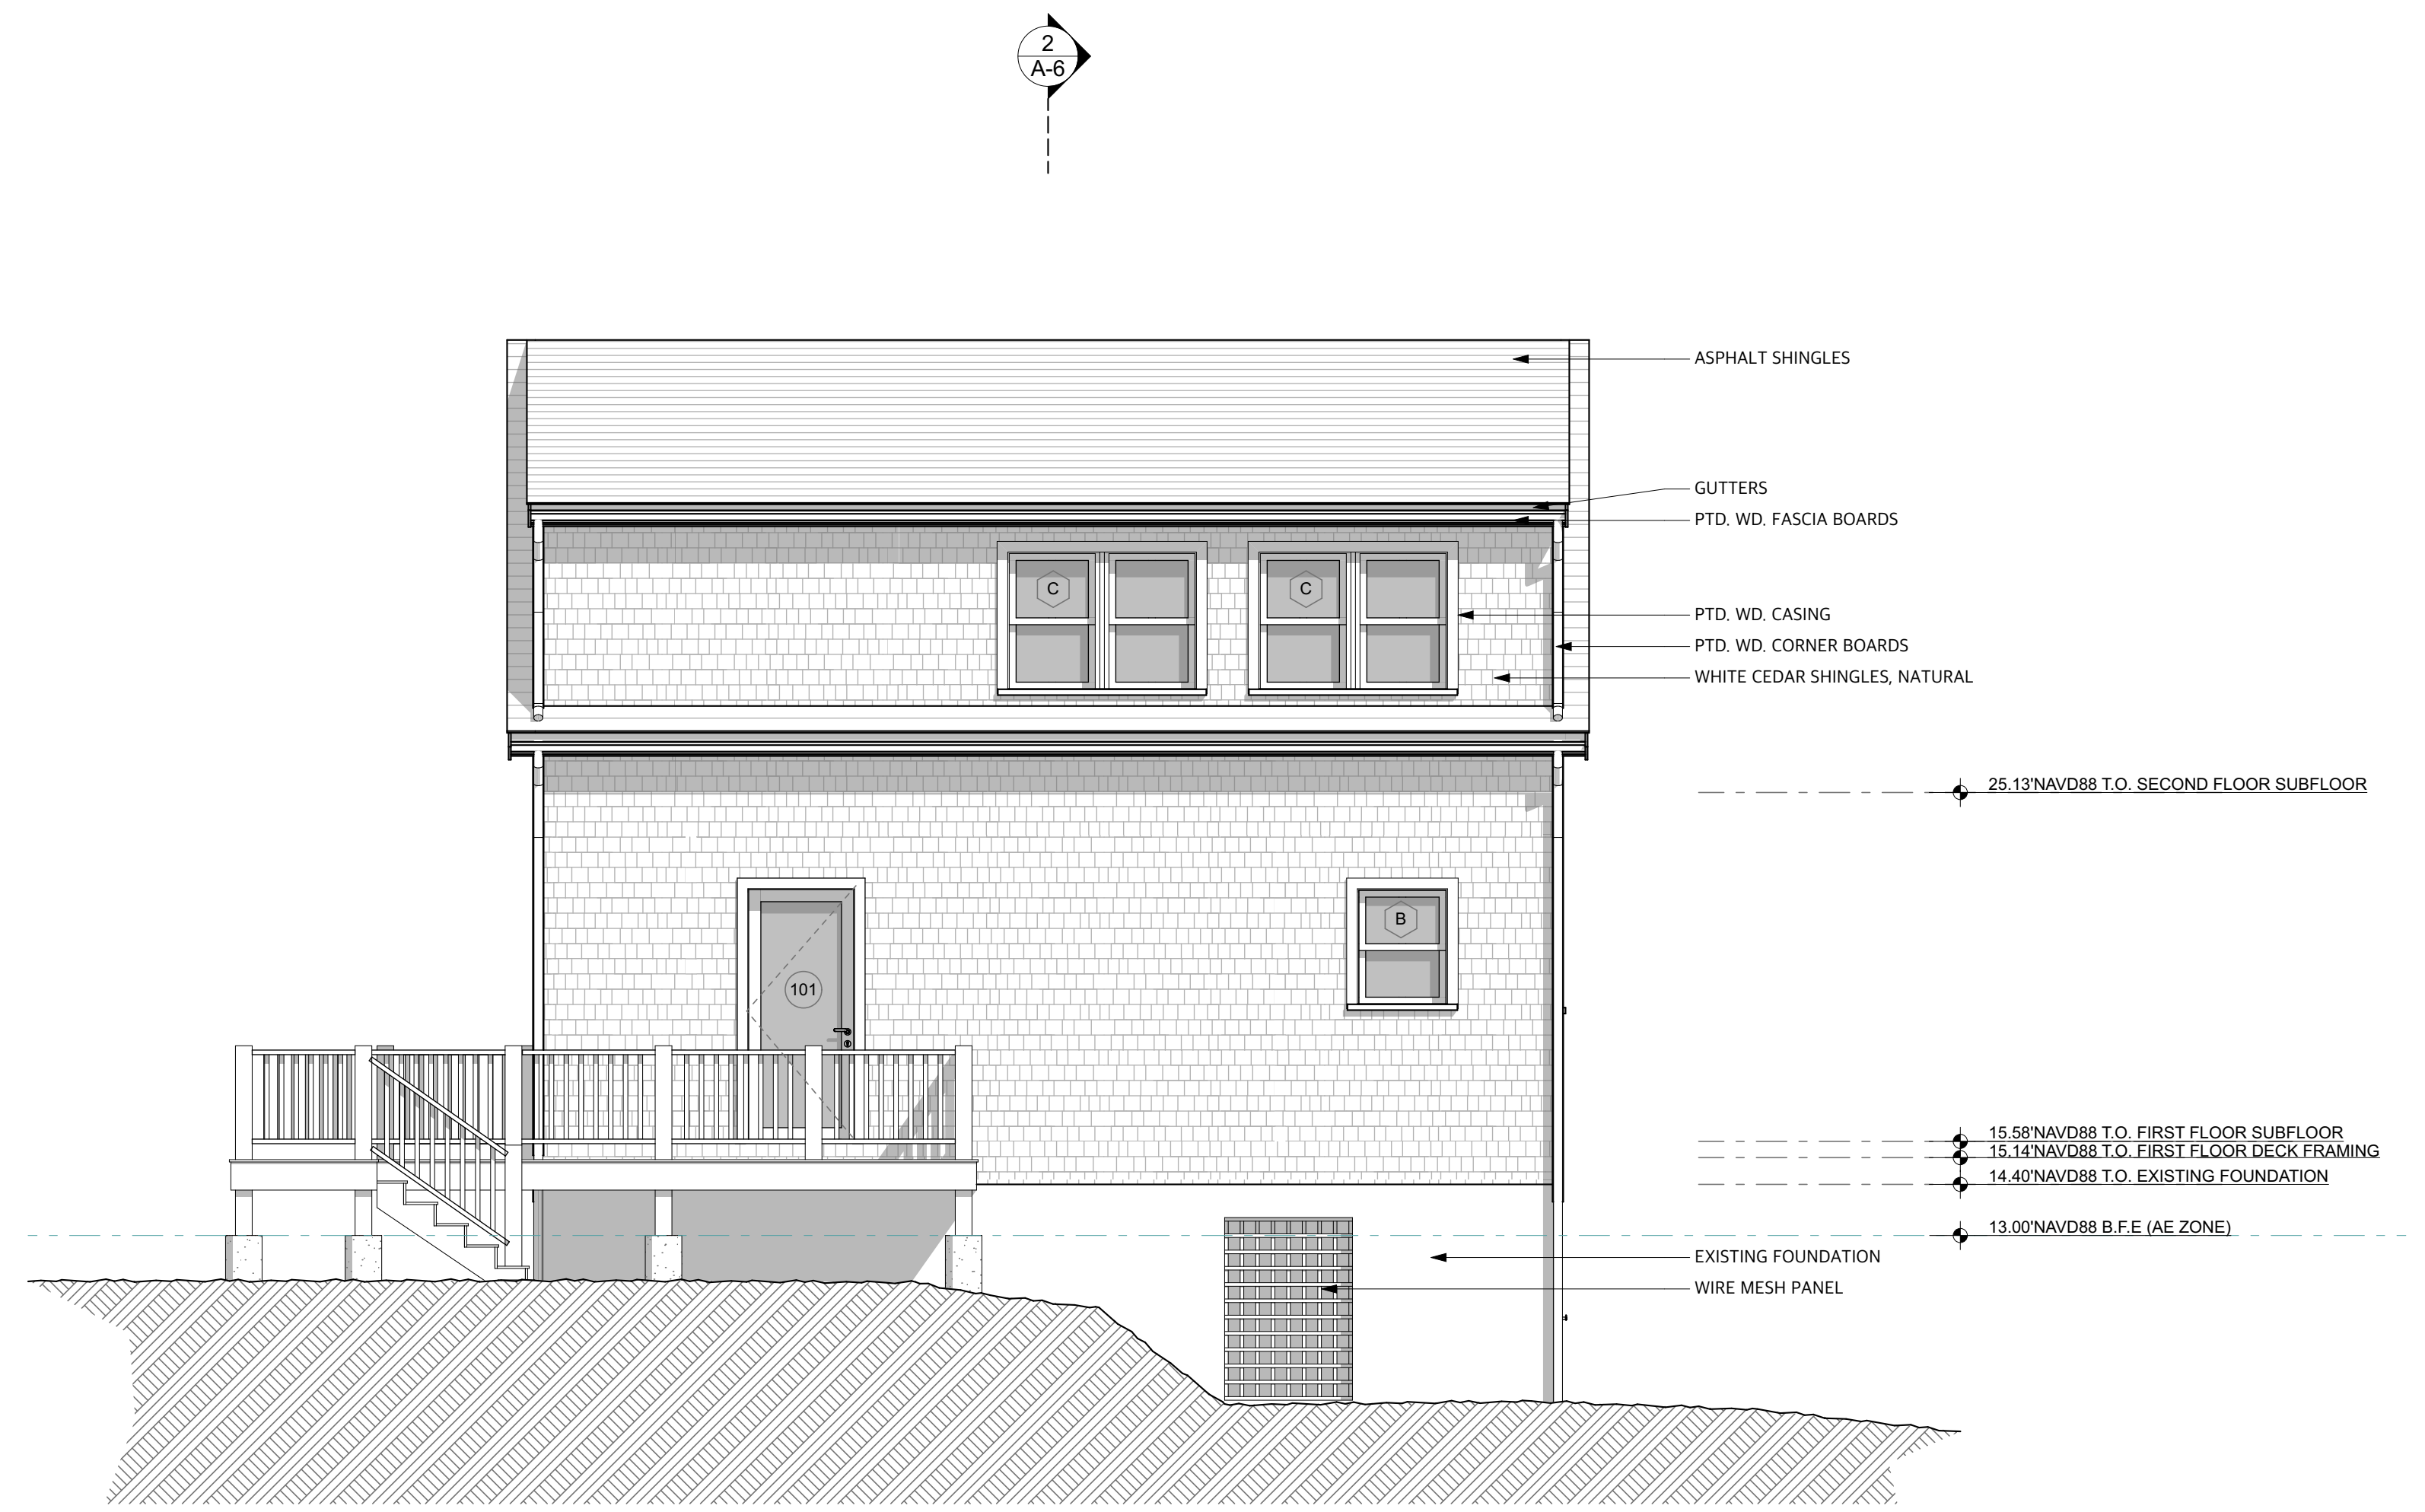 2
A-6
ASPHALT SHINGLES
GUTTERS
PTD. WD. FASCIA BOARDS
C
C
PTD. WD. CASING
PTD. WD. CORNER BOARDS
WHITE CEDAR SHINGLES, NATURAL
25.13'NAVD88 T.O. SECOND FLOOR SUBFLOOR
B
101
15.58'NAVD88 T.O. FIRST FLOOR SUBFLOOR
15.14'NAVD88 T.O. FIRST FLOOR DECK FRAMING
14.40'NAVD88 T.O. EXISTING FOUNDATION
13.00'NAVD88 B.F.E (AE ZONE)
EXISTING FOUNDATION
WIRE MESH PANEL